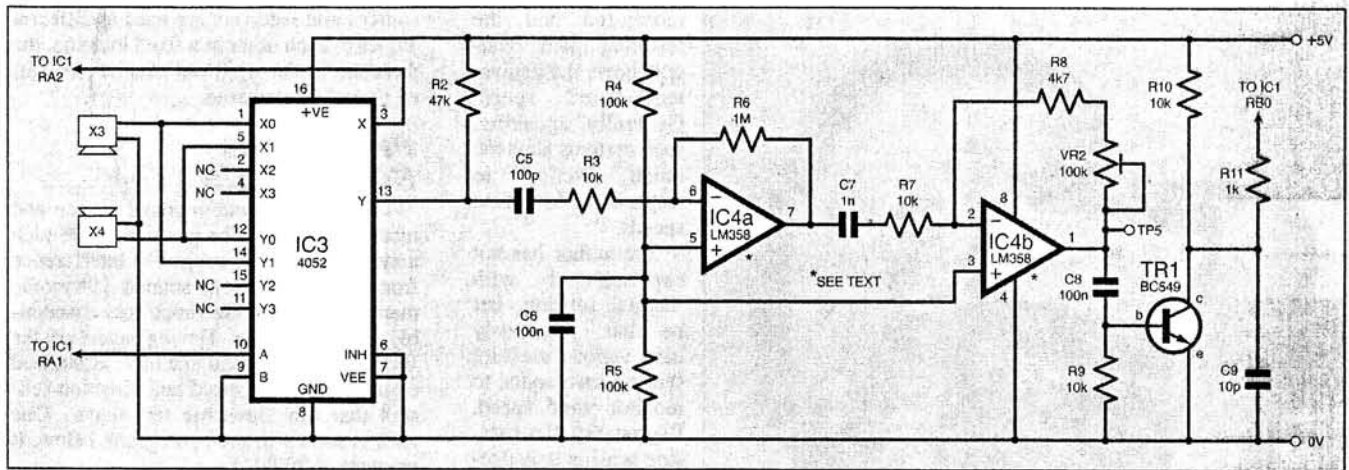 +5V
TO IC1
RA2
16
+VE
1
X0
X
3
X3
5
X1
NC
2
X2
NC
4
X3
Y
13
X4
12
Y0
IC3
4052
14
Y1
NC
15
Y2
NC
11
Y3
TO IC1
RA1
10
A
INH
6
9
B
VEE
7
GND
8
R2
47k
C5
100p
R3
10k
R4
100k
R6
1M
6
−
IC4a
LM358
7
5
+
*
C6
100n
R5
100k
C7
1n
R7
10k
*SEE TEXT
2
−
8
IC4b
LM358
1
3
+
*
4
R8
4k7
VR2
100k
TP5
C8
100n
R9
10k
R10
10k
TR1
BC549
b
c
e
TO IC1
RB0
R11
1k
C9
10p
0V